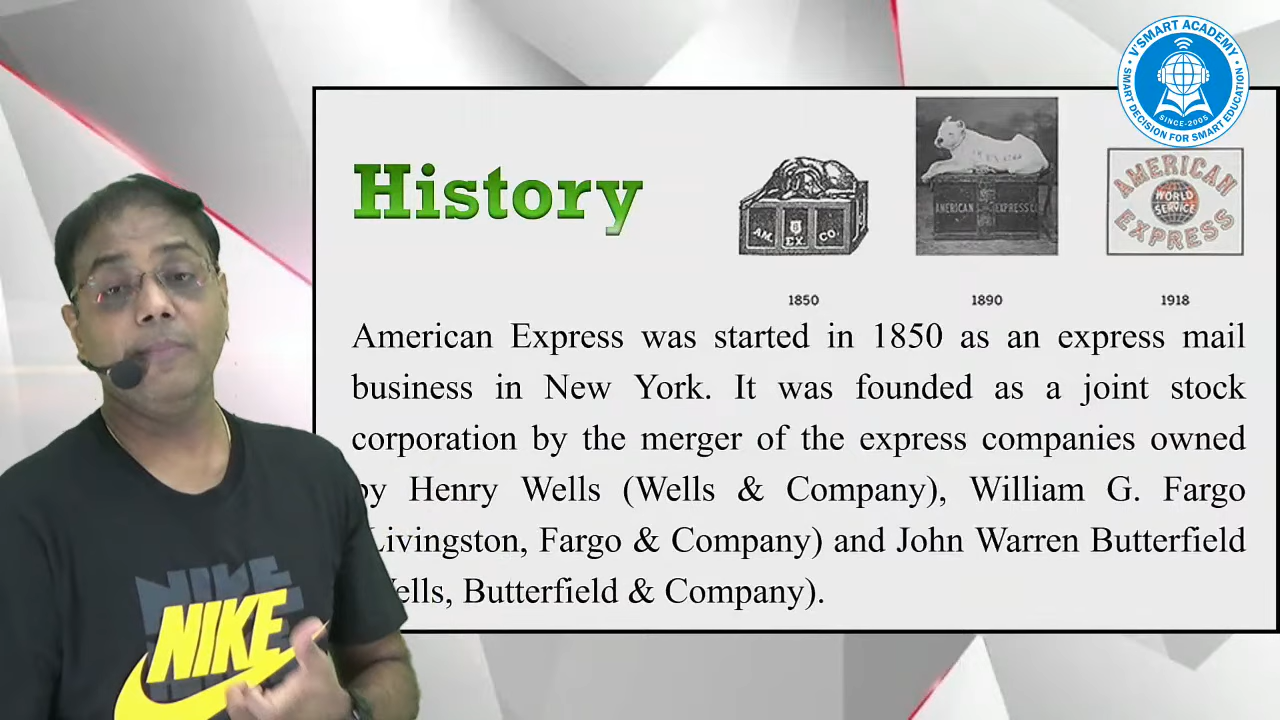 V'SMART ACADEMY
SMART DECISION FOR SMART EDUCATION
SINCE-2005
History
AM. EX. CO.
AMERICAN EXPRESS
AMERICAN
WORLD
SERVICE
EXPRESS
1850
1890
1918
American Express was started in 1850 as an express mail
business in New York. It was founded as a joint stock
corporation by the merger of the express companies owned
by Henry Wells (Wells & Company), William G. Fargo
Livingston, Fargo & Company) and John Warren Butterfield
ells, Butterfield & Company).
NIKE
NIKE